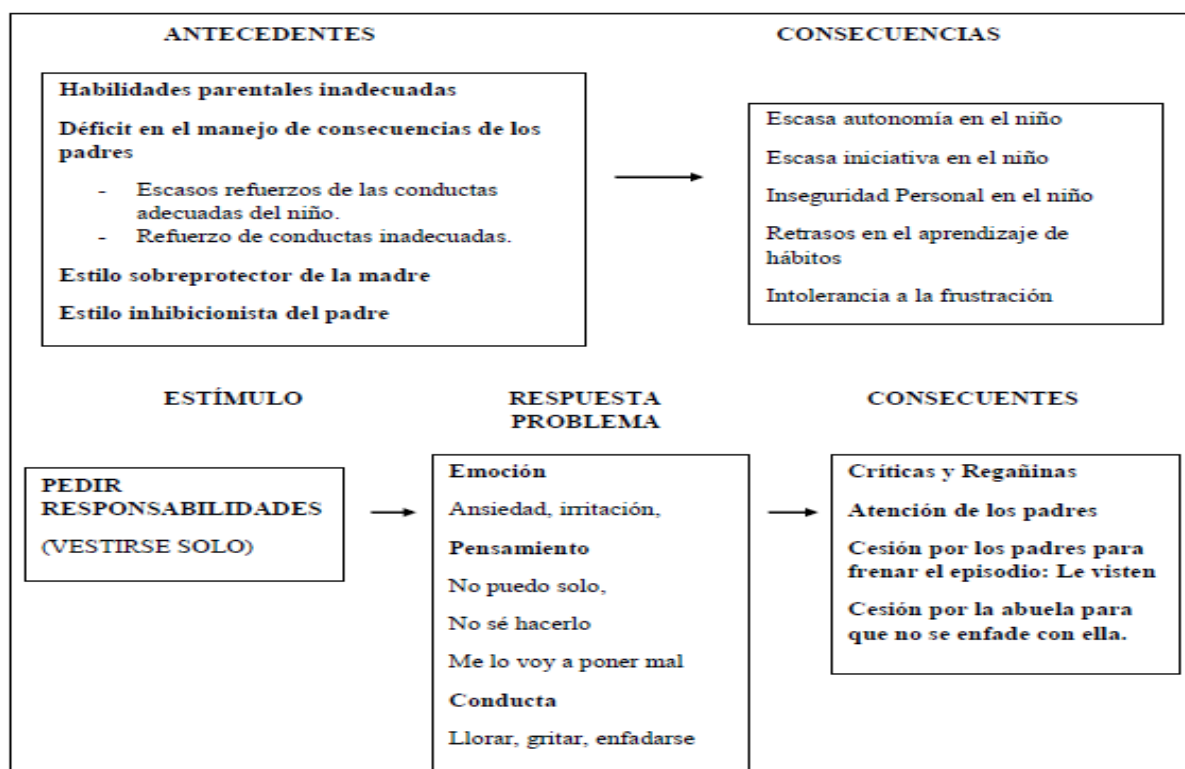 ANTECEDENTES
CONSECUENCIAS
Habilidades parentales inadecuadas
Déficit en el manejo de consecuencias de los
padres
- Escasos refuerzos de las conductas
adecuadas del niño.
- Refuerzo de conductas inadecuadas.
Estilo sobreprotector de la madre
Estilo inhibicionista del padre
Escasa autonomía en el niño
Escasa iniciativa en el niño
Inseguridad Personal en el niño
Retrasos en el aprendizaje de
hábitos
Intolerancia a la frustración
ESTÍMULO
RESPUESTA
PROBLEMA
CONSECUENTES
PEDIR
RESPONSABILIDADES
(VESTIRSE SOLO)
Emoción
Ansiedad, irritación,
Pensamiento
No puedo solo,
No sé hacerlo
Me lo voy a poner mal
Conducta
Llorar, gritar, enfadarse
Críticas y Regañinas
Atención de los padres
Cesión por los padres para
frenar el episodio: Le visten
Cesión por la abuela para
que no se enfade con ella.